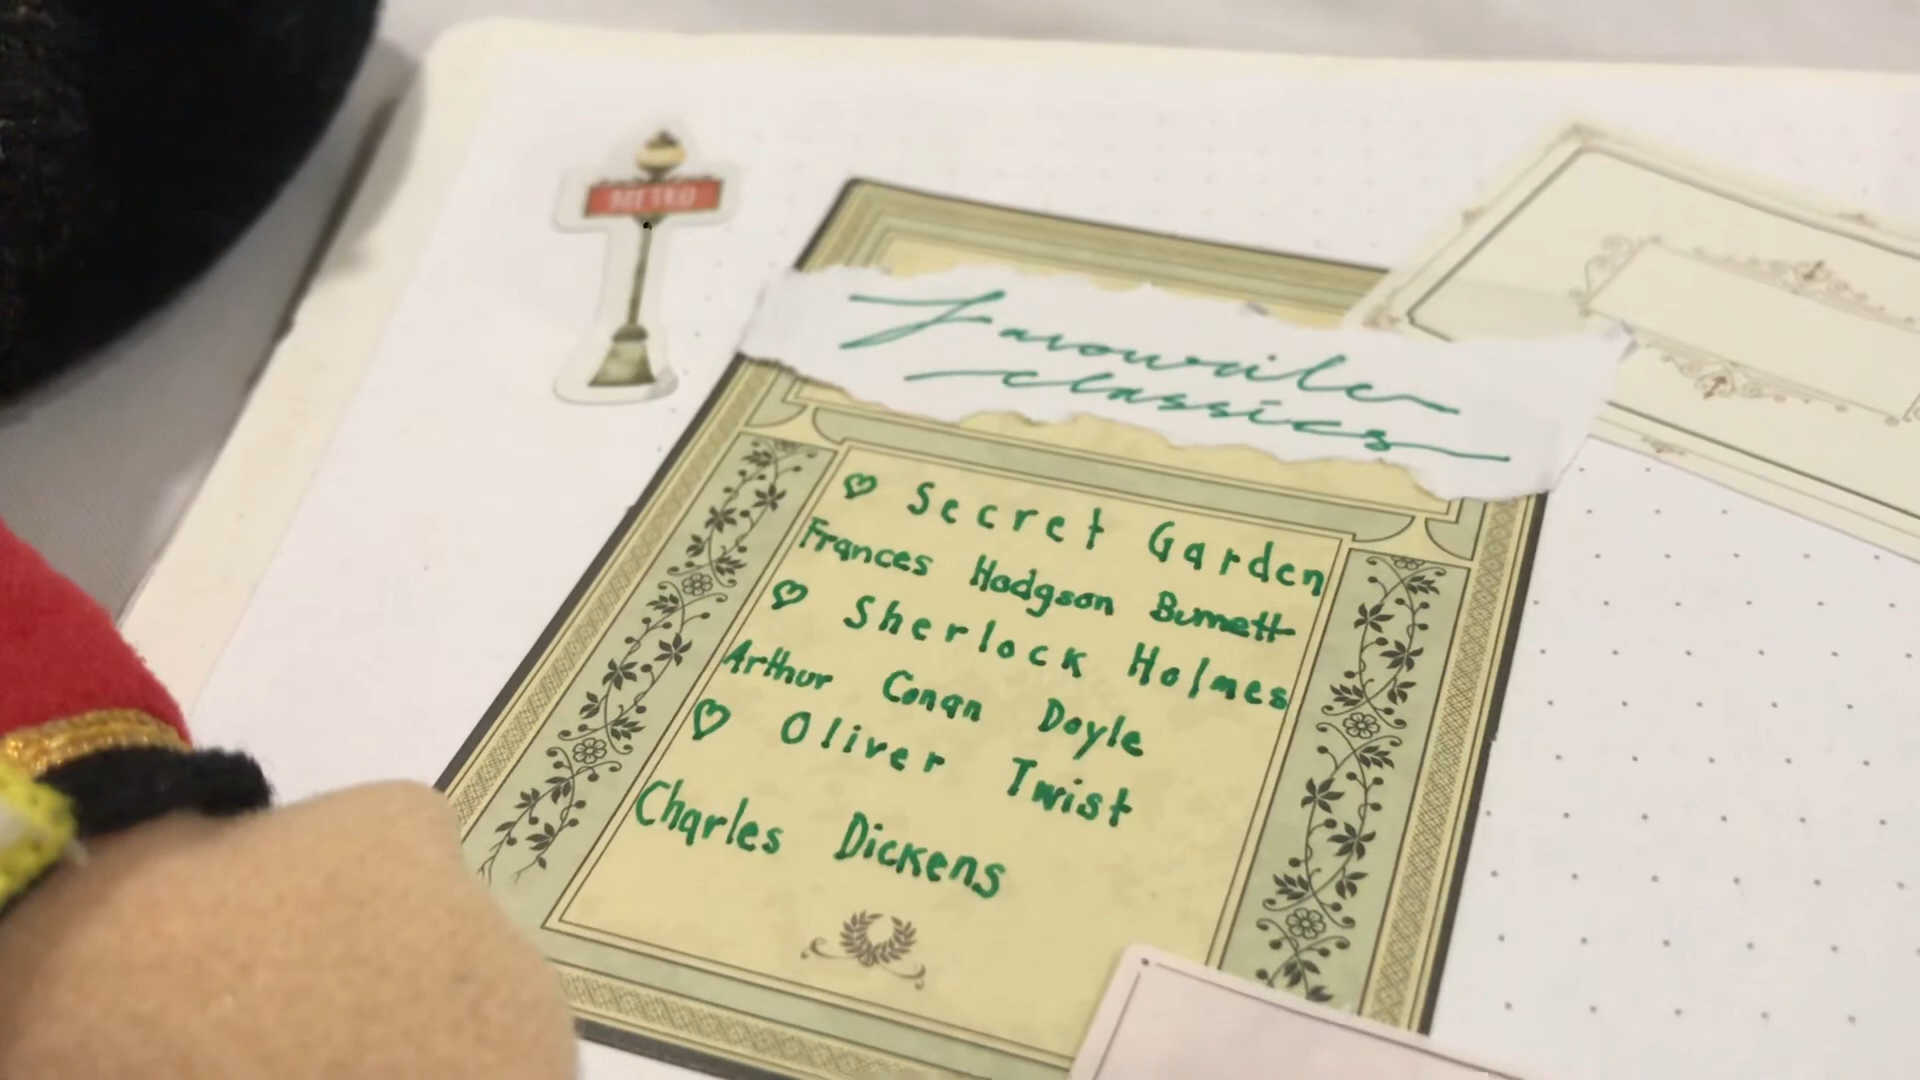 METRO
Favourite
classics
♡ Secret Garden
Frances Hodgson Burnett
♡ Sherlock Holmes
Arthur Conan Doyle
♡ Oliver Twist
Charles Dickens